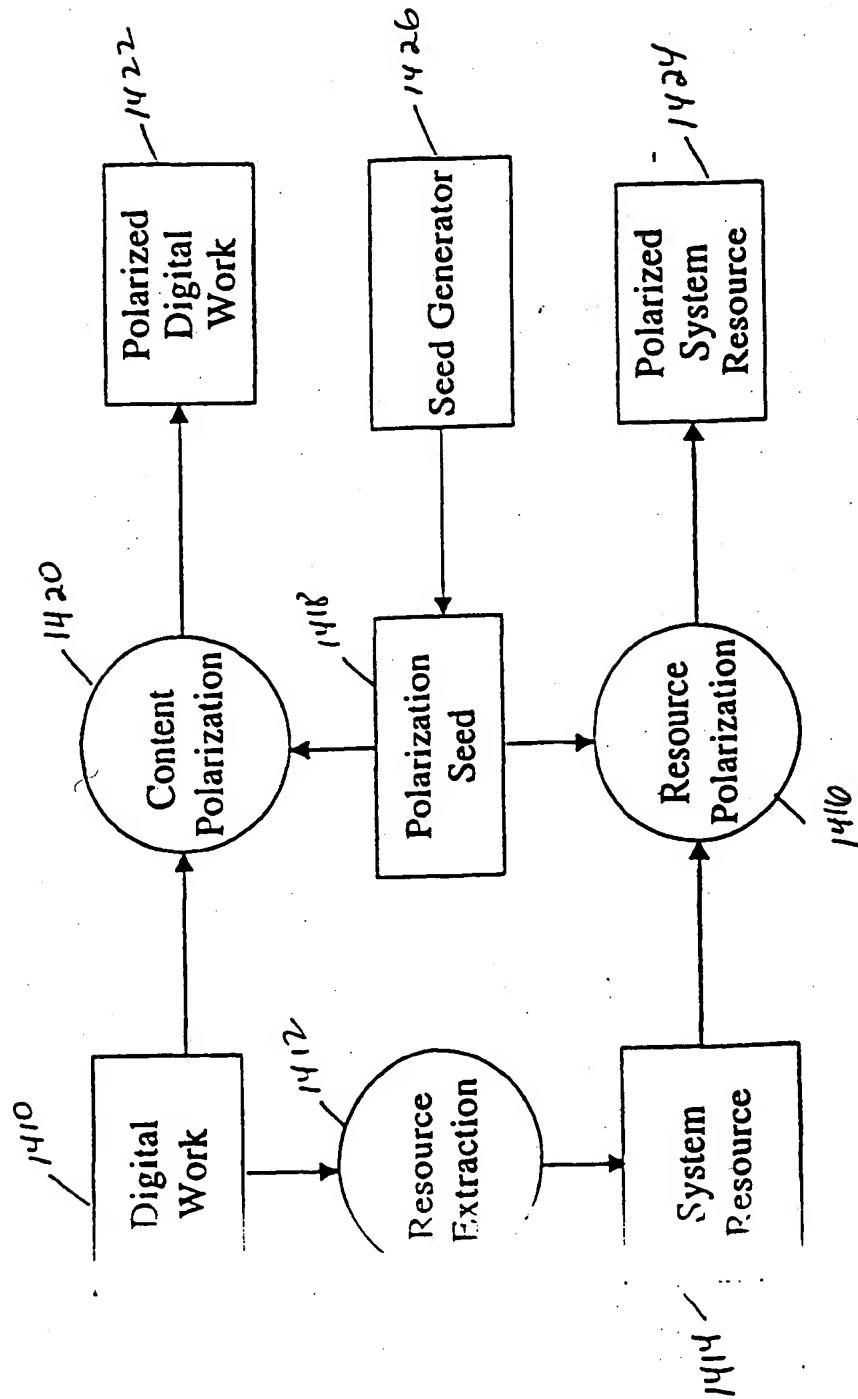 1410
Digital
Work
1420
Content
Polarization
1422
Polarized
Digital
Work
1412
Resource
Extraction
1418
Polarization
Seed
1426
Seed Generator
1414
System
Resource
1416
Resource
Polarization
1424
Polarized
System
Resource